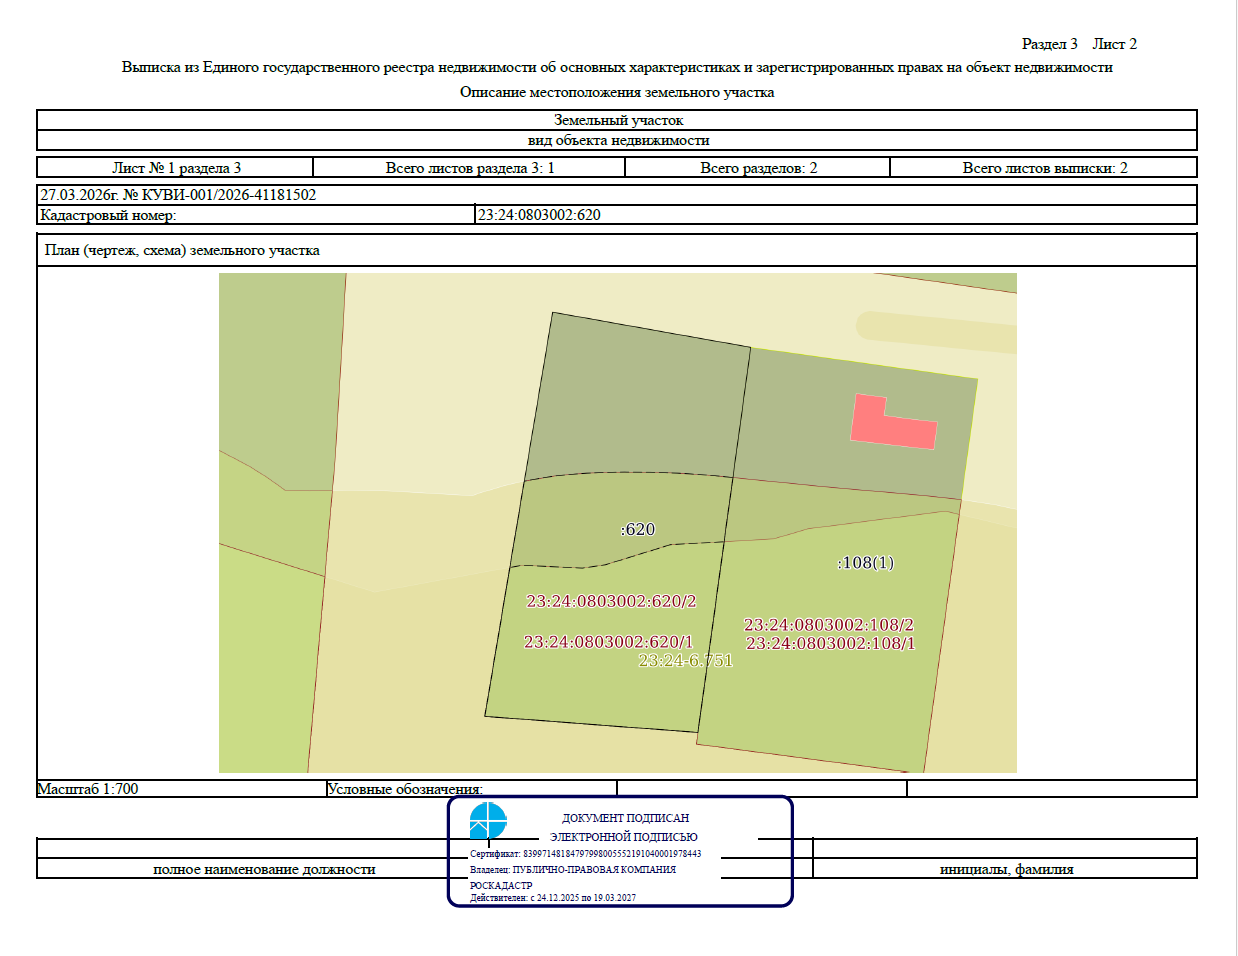 Раздел 3 Лист 2
Выписка из Единого государственного реестра недвижимости об основных характеристиках и зарегистрированных правах на объект недвижимости
Описание местоположения земельного участка
Земельный участок
вид объекта недвижимости
Лист № 1 раздела 3 Всего листов раздела 3: 1 Всего разделов: 2 Всего листов выписки: 2
27.03.2026г. № КУВИ-001/2026-41181502
Кадастровый номер: 23:24:0803002:620
План (чертеж, схема) земельного участка
:620
:108(1)
23:24:0803002:620/2
23:24:0803002:108/2
23:24:0803002:620/1
23:24:0803002:108/1
23:24-6.751
Масштаб 1:700 Условные обозначения:
ДОКУМЕНТ ПОДПИСАН
ЭЛЕКТРОННОЙ ПОДПИСЬЮ
Сертификат: 83997148184797998005552191040001978443
Владелец: ПУБЛИЧНО-ПРАВОВАЯ КОМПАНИЯ
РОСКАДАСТР
Действителен: с 24.12.2025 по 19.03.2027
полное наименование должности инициалы, фамилия